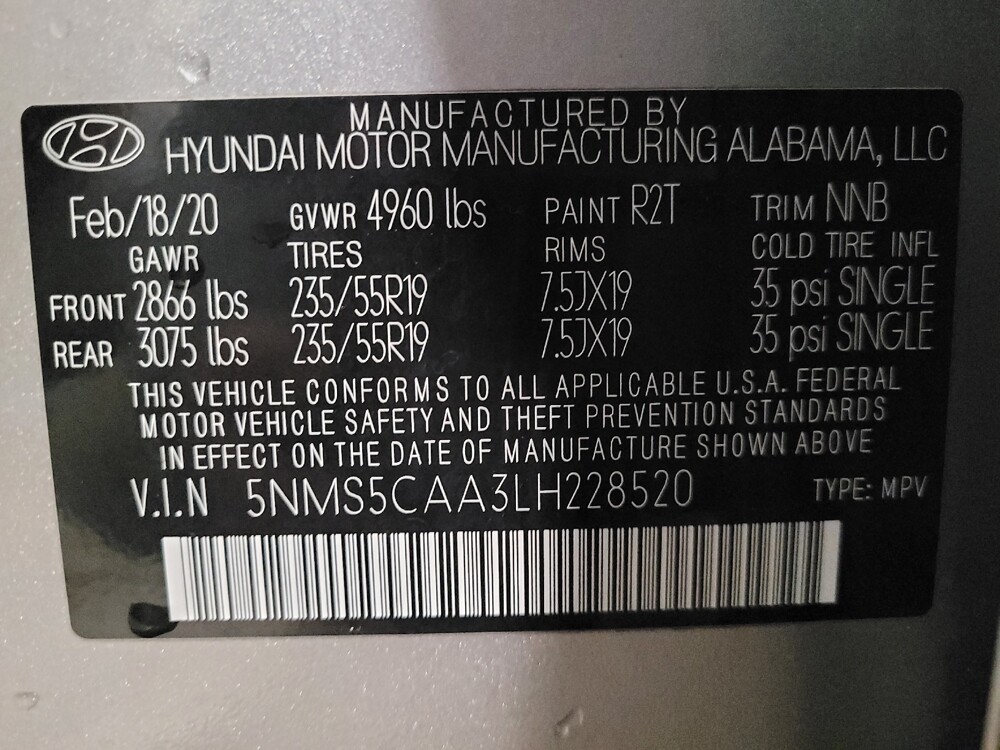 MANUFACTURED BY
HYUNDAI MOTOR MANUFACTURING ALABAMA, LLC
Feb/18/20 GVWR 4960 lbs PAINT R2T TRIM NNB
GAWR TIRES RIMS COLD TIRE INFL
FRONT 2866 lbs 235/55R19 7.5JX19 35 psi SINGLE
REAR 3075 lbs 235/55R19 7.5JX19 35 psi SINGLE
THIS VEHICLE CONFORMS TO ALL APPLICABLE U.S.A. FEDERAL
MOTOR VEHICLE SAFETY AND THEFT PREVENTION STANDARDS
IN EFFECT ON THE DATE OF MANUFACTURE SHOWN ABOVE
V.I.N 5NMS5CAA3LH228520 TYPE: MPV